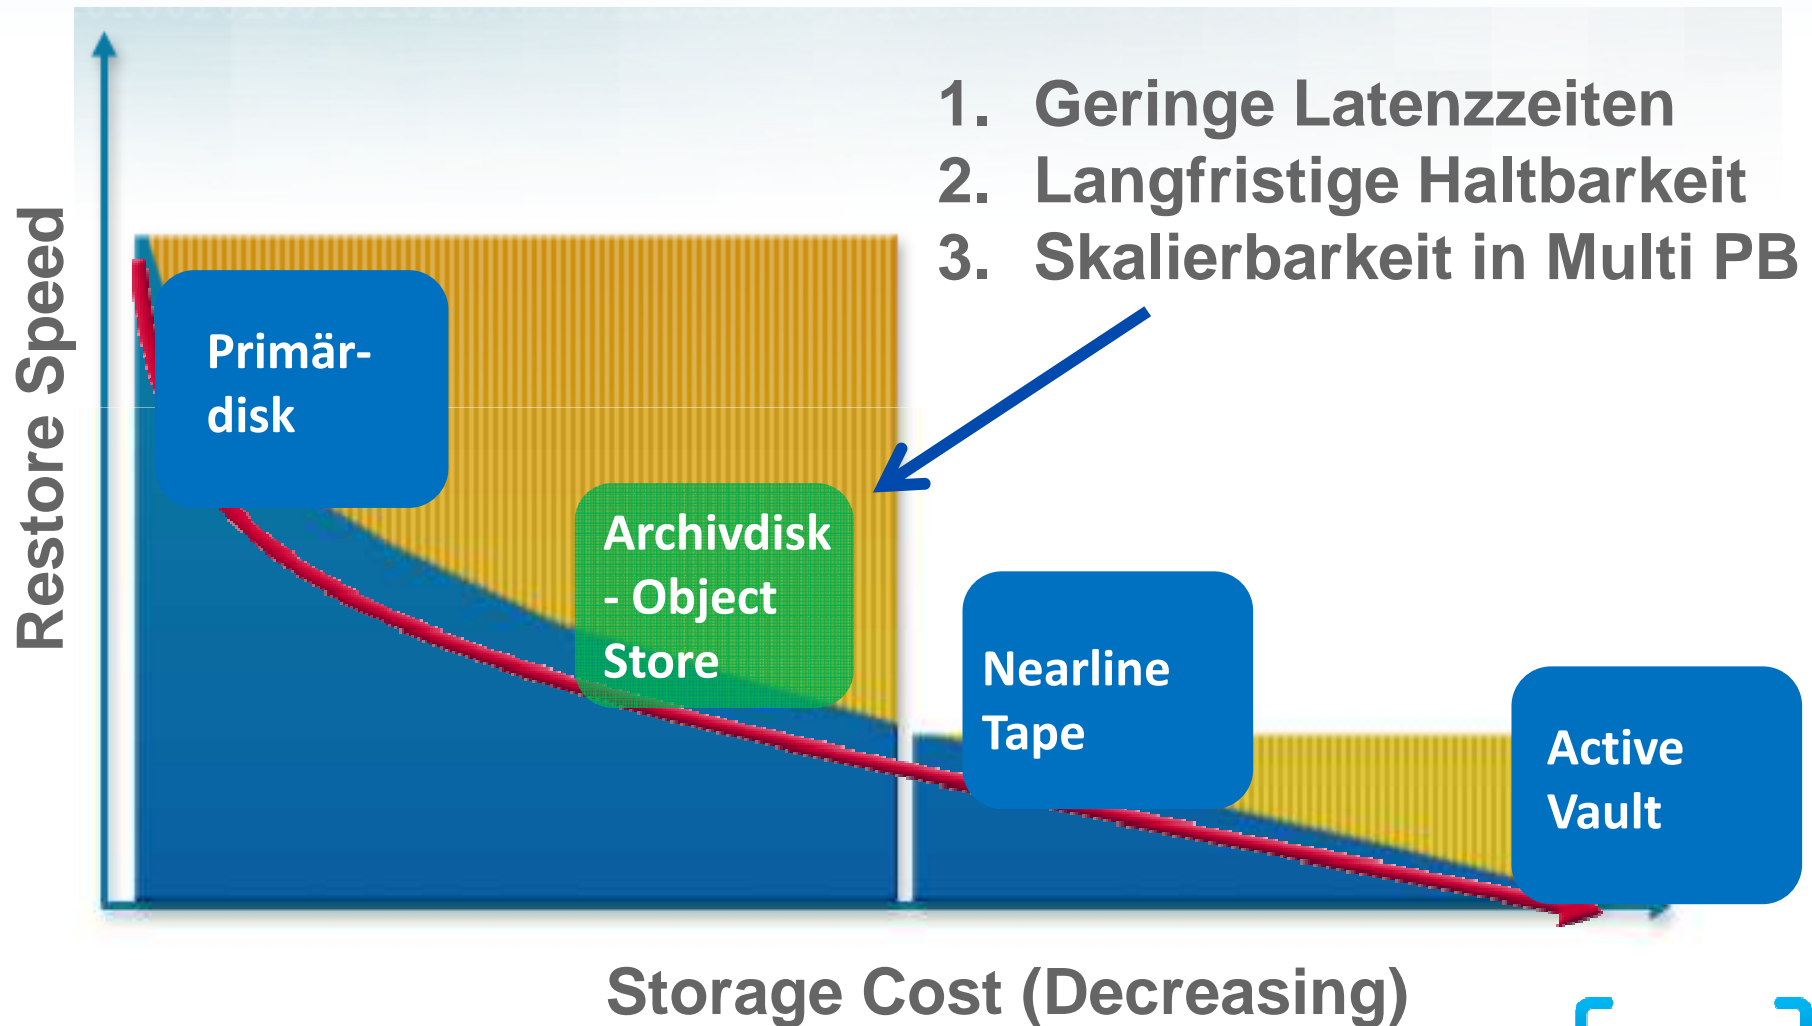 1. Geringe Latenzzeiten
2. Langfristige Haltbarkeit
3. Skalierbarkeit in Multi PB
Restore Speed
Primär-
disk
Archivdisk
- Object
Store
Nearline
Tape
Active
Vault
Storage Cost (Decreasing)